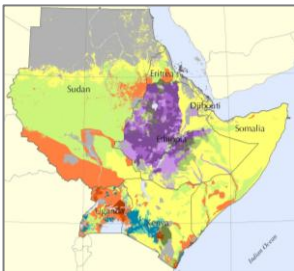 Sudan
Eritrea
Djibouti
Ethiopia
Somalia
Uganda
Indian Ocean